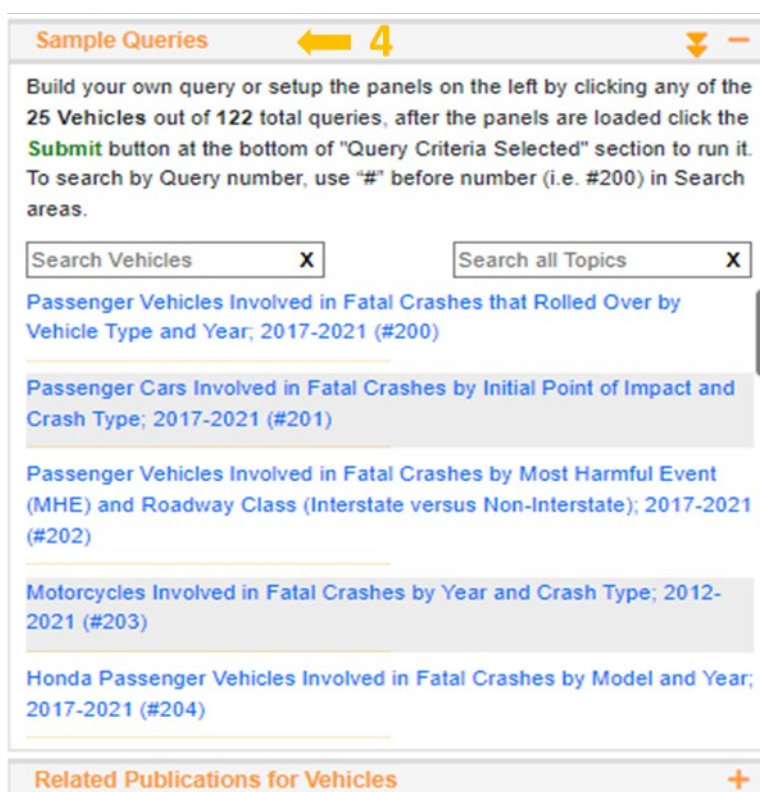 Sample Queries
4
Build your own query or setup the panels on the left by clicking any of the
25 Vehicles out of 122 total queries, after the panels are loaded click the
Submit button at the bottom of "Query Criteria Selected" section to run it.
To search by Query number, use “#” before number (i.e. #200) in Search
areas.
Search Vehicles X Search all Topics X
Passenger Vehicles Involved in Fatal Crashes that Rolled Over by
Vehicle Type and Year; 2017-2021 (#200)
Passenger Cars Involved in Fatal Crashes by Initial Point of Impact and
Crash Type; 2017-2021 (#201)
Passenger Vehicles Involved in Fatal Crashes by Most Harmful Event
(MHE) and Roadway Class (Interstate versus Non-Interstate); 2017-2021
(#202)
Motorcycles Involved in Fatal Crashes by Year and Crash Type; 2012-
2021 (#203)
Honda Passenger Vehicles Involved in Fatal Crashes by Model and Year;
2017-2021 (#204)
Related Publications for Vehicles